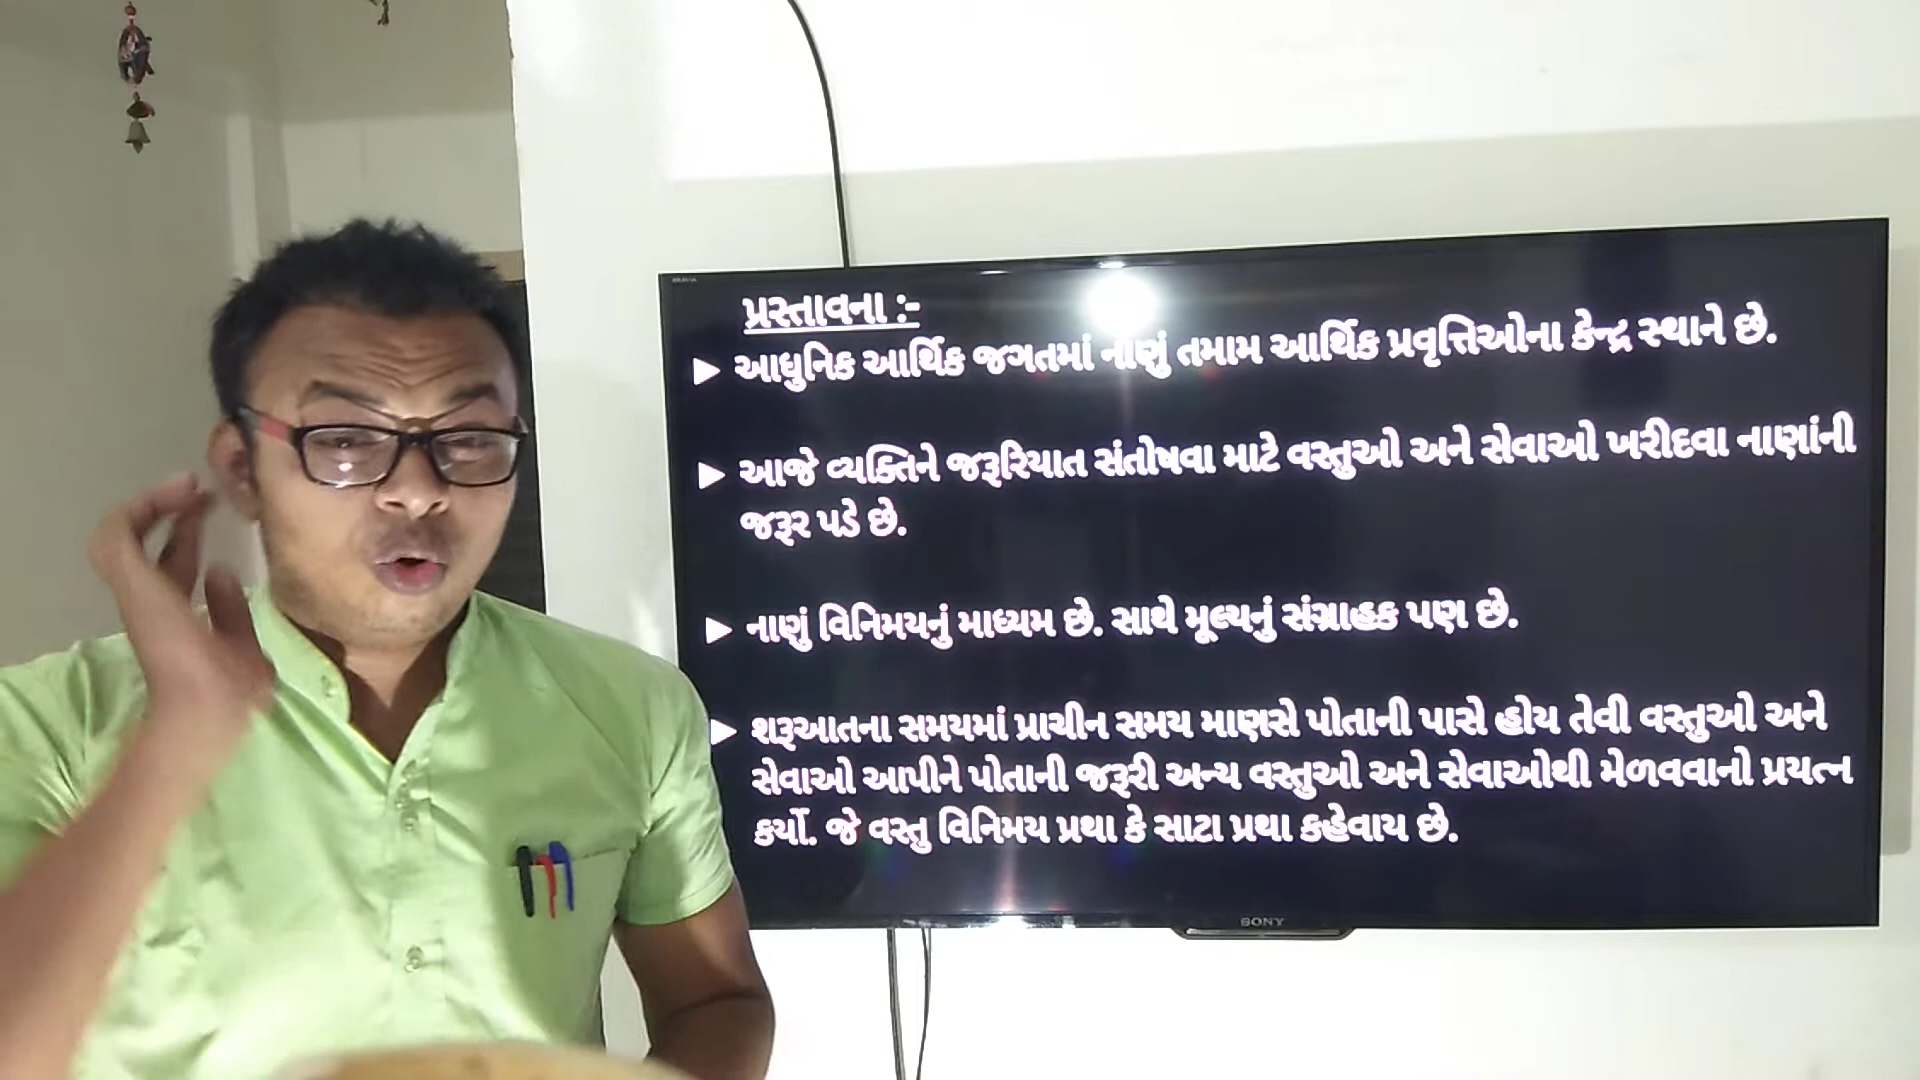 પ્રસ્તાવના :-
આધુનિક આર્થિક જગતમાં નાણું તમામ આર્થિક પ્રવૃત્તિઓના કેન્દ્ર સ્થાને છે.
આજે વ્યક્તિને જરૂરિયાત સંતોષવા માટે વસ્તુઓ અને સેવાઓ ખરીદવા નાણાંની
જરૂર પડે છે.
નાણું વિનિમયનું માધ્યમ છે. સાથે મૂલ્યનું સંગ્રાહક પણ છે.
શરૂઆતના સમયમાં પ્રાચીન સમય માણસે પોતાની પાસે હોય તેવી વસ્તુઓ અને
સેવાઓ આપીને પોતાની જરૂરી અન્ય વસ્તુઓ અને સેવાઓથી મેળવવાનો પ્રયત્ન
કર્યો. જે વસ્તુ વિનિમય પ્રથા કે સાટા પ્રથા કહેવાય છે.
SONY